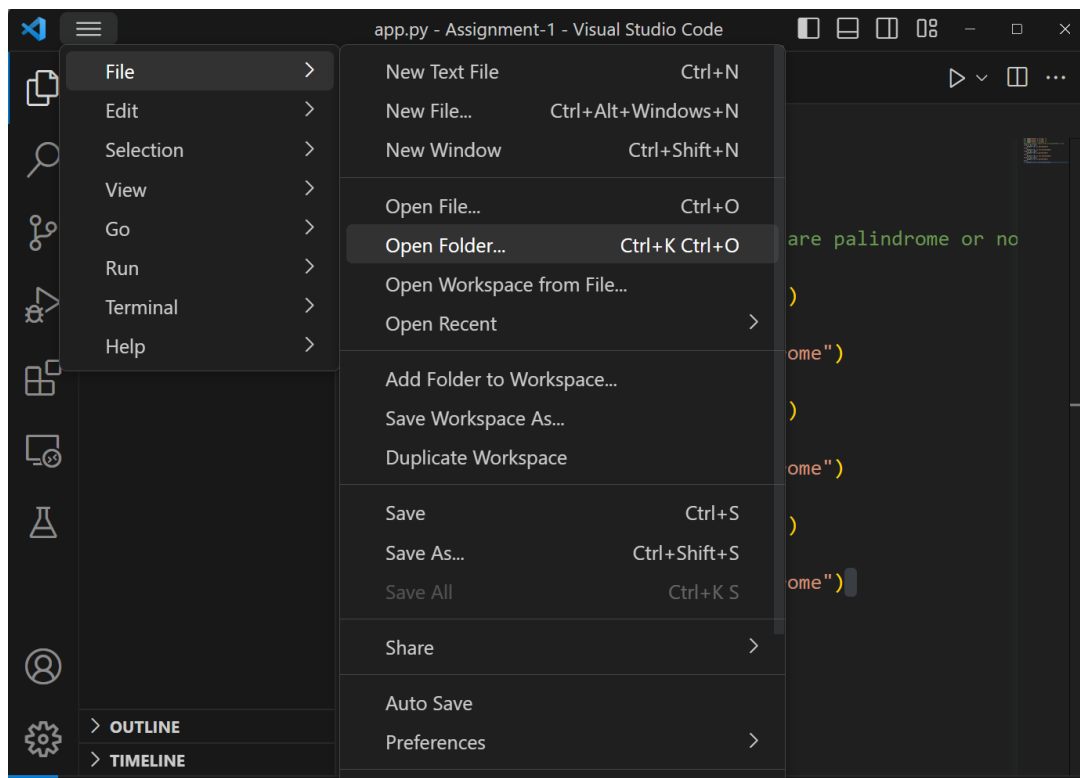 app.py - Assignment-1 - Visual Studio Code
File
Edit
Selection
View
Go
Run
Terminal
Help
New Text File Ctrl+N
New File... Ctrl+Alt+Windows+N
New Window Ctrl+Shift+N
Open File... Ctrl+O
Open Folder... Ctrl+K Ctrl+O
Open Workspace from File...
Open Recent
Add Folder to Workspace...
Save Workspace As...
Duplicate Workspace
Save Ctrl+S
Save As... Ctrl+Shift+S
Save All Ctrl+K S
Share
Auto Save
Preferences
are palindrome or no
)
ome")
)
ome")
)
ome")
OUTLINE
TIMELINE